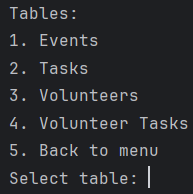 Tables:
1. Events
2. Tasks
3. Volunteers
4. Volunteer Tasks
5. Back to menu
Select table: